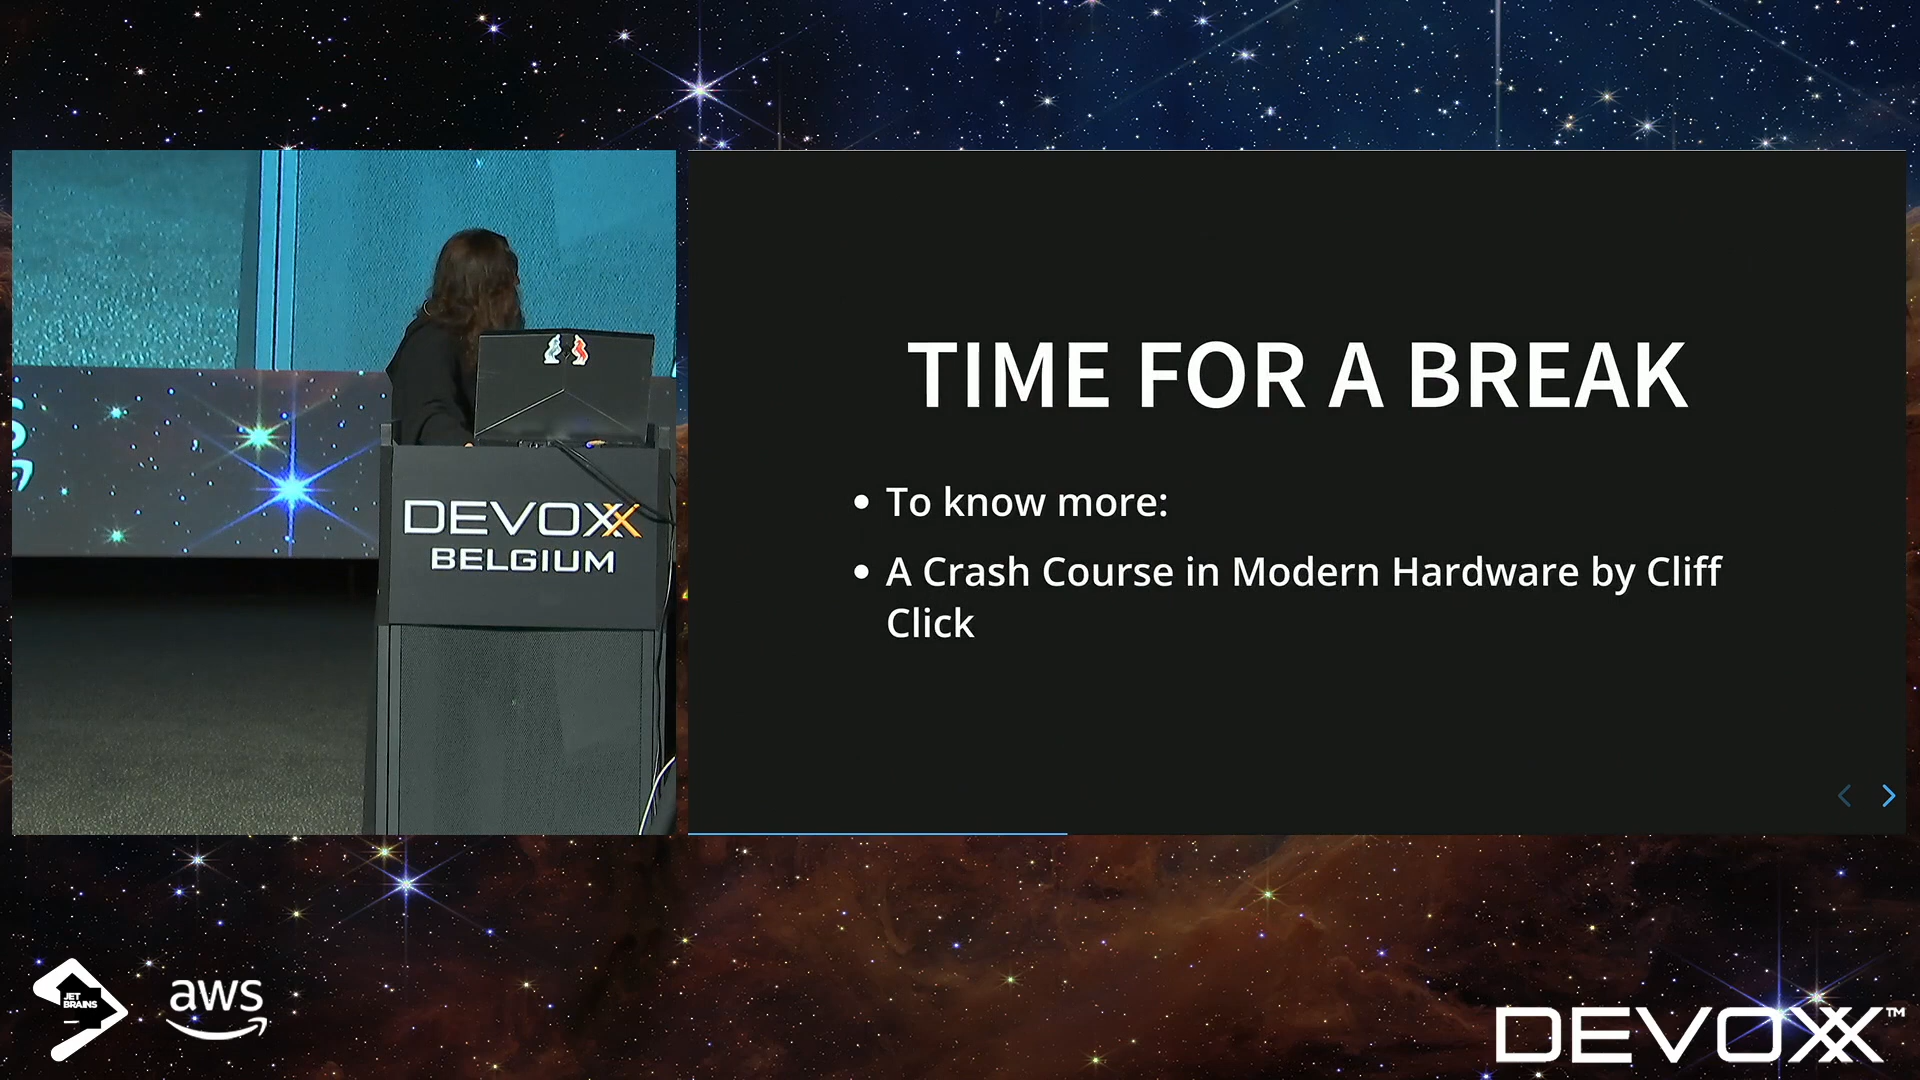 TIME FOR A BREAK
To know more:
A Crash Course in Modern Hardware by Cliff
Click
DEVOXX
BELGIUM
JET
BRAINS
aws
DEVOXX™